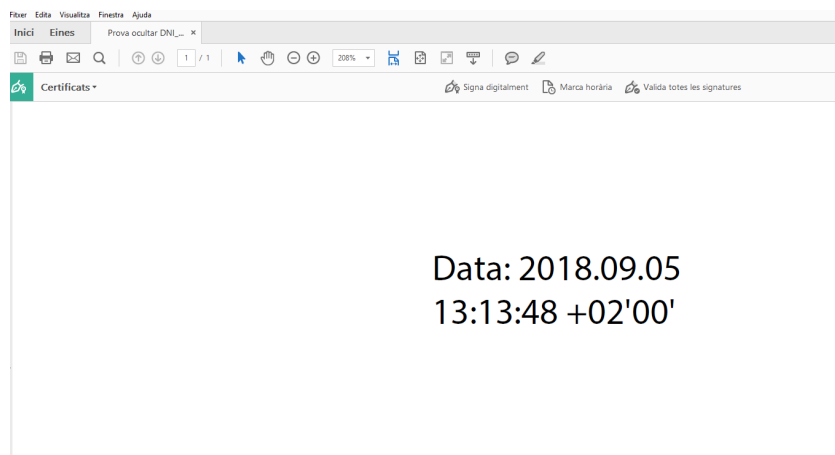 Fitxer Edita Visualitza Finestra Ajuda
Inici Eines Prova ocultar DNI_... ×
1 / 1 208%
Certificats Signa digitalment Marca horària Valida totes les signatures
Data: 2018.09.05
13:13:48 +02'00'